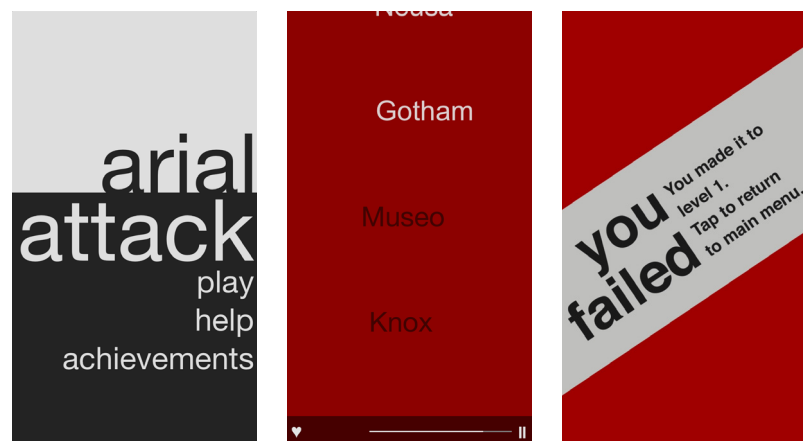 arial
attack
play
help
achievements
Nousa
Gotham
Museo
Knox
you
failed
You made it to
level 1.
Tap to return
to main menu.